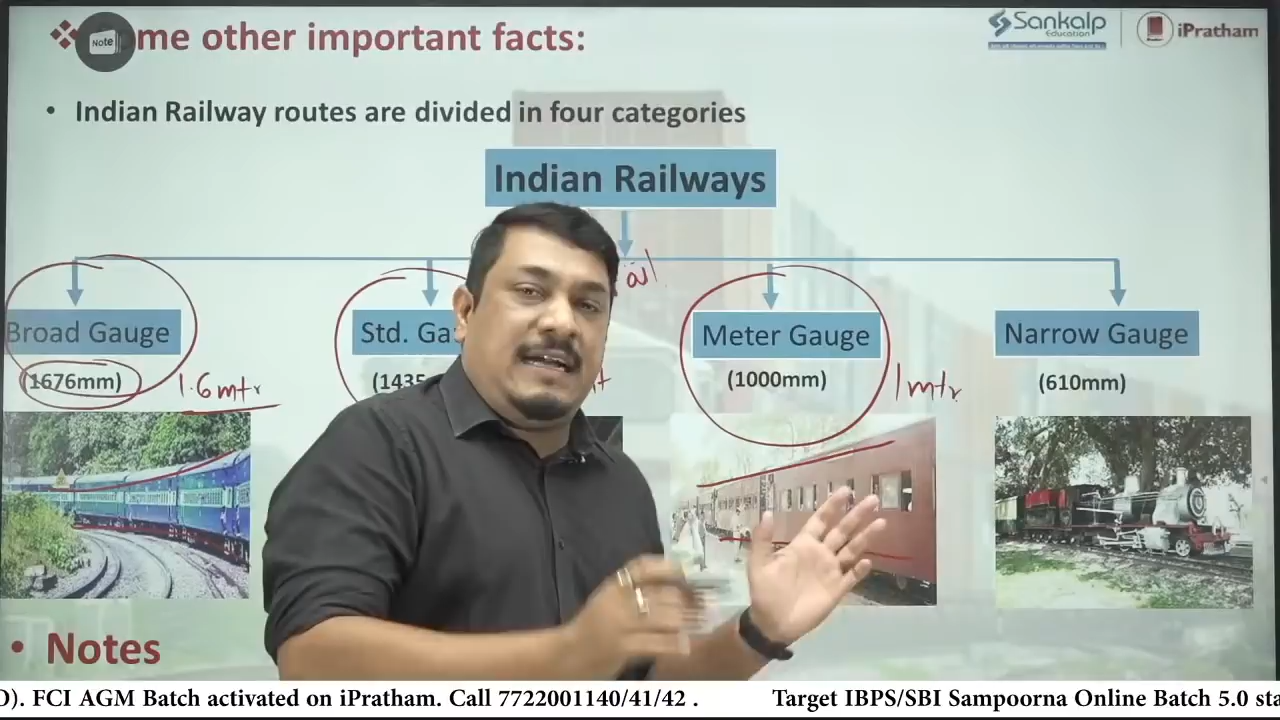 Note
me other important facts:
Sankalp
Education
iPratham
• Indian Railway routes are divided in four categories
Indian Railways
Broad Gauge
Std. Ga
Meter Gauge
Narrow Gauge
(1676mm)
1.6 mtr
(1435
(1000mm)
1 mtr
(610mm)
• Notes
D). FCI AGM Batch activated on iPratham. Call 7722001140/41/42 .
Target IBPS/SBI Sampoorna Online Batch 5.0 sta